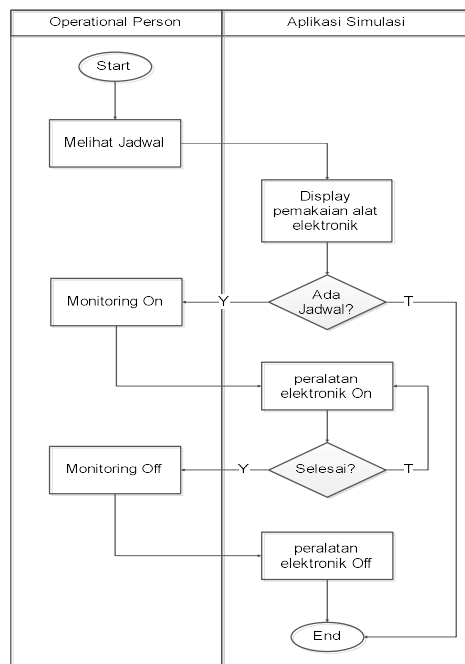 Operational Person
Aplikasi Simulasi
Start
Melihat Jadwal
Display
pemakaian alat
elektronik
Ada
Jadwal?
Y
T
Monitoring On
peralatan
elektronik On
Selesai?
Y
T
Monitoring Off
peralatan
elektronik Off
End